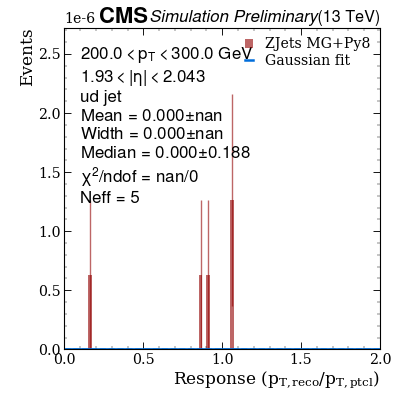 1e-6 CMS Simulation Preliminary (13 TeV)
200.0 < pT < 300.0 GeV
ZJets MG+Py8
Gaussian fit
1.93 < |η| < 2.043
ud jet
Mean = 0.000±nan
Width = 0.000±nan
Median = 0.000±0.188
χ²/ndof = nan/0
Neff = 5
Events
2.5
2.0
1.5
1.0
0.5
0.0
0.0 0.5 1.0 1.5 2.0
Response (pT,reco/pT,ptcl)